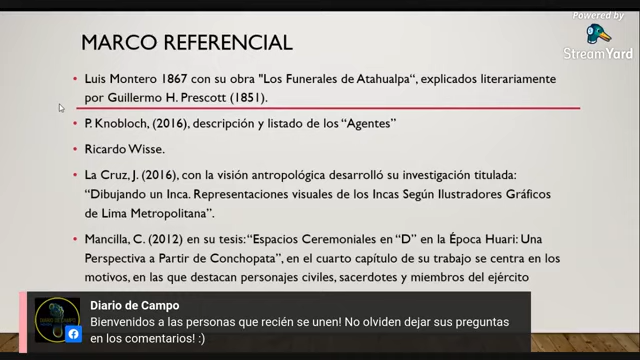 Powered by
StreamYard
MARCO REFERENCIAL
• Luis Montero 1867 con su obra "Los Funerales de Atahualpa“, explicados literariamente
por Guillermo H. Prescott (1851).
• P. Knobloch, (2016), descripción y listado de los “Agentes”
• Ricardo Wisse.
• La Cruz, J. (2016), con la visión antropológica desarrolló su investigación titulada:
“Dibujando un Inca. Representaciones visuales de los Incas Según Ilustradores Gráficos
de Lima Metropolitana”.
• Mancilla, C. (2012) en su tesis: “Espacios Ceremoniales en “D” en la Época Huari: Una
Perspectiva a Partir de Conchopata”, en el cuarto capítulo de su trabajo se centra en los
motivos, en las que destacan personajes civiles, sacerdotes y miembros del ejército
Diario de Campo
Bienvenidos a las personas que recién se unen! No olviden dejar sus preguntas
en los comentarios! :)